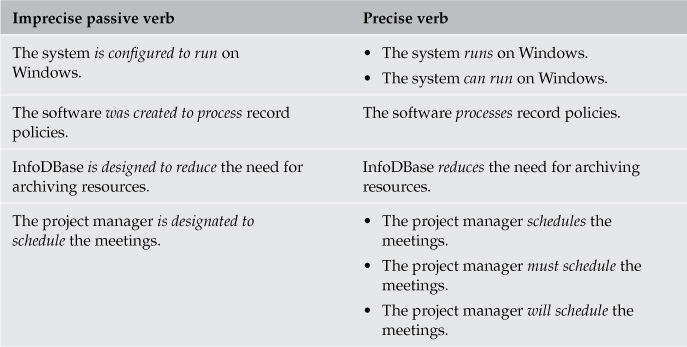 Imprecise passive verb
Precise verb
The system is configured to run on
Windows.
• The system runs on Windows.
• The system can run on Windows.
The software was created to process record
policies.
The software processes record policies.
InfoDBase is designed to reduce the need for
archiving resources.
InfoDBase reduces the need for archiving
resources.
The project manager is designated to
schedule the meetings.
• The project manager schedules the
meetings.
• The project manager must schedule the
meetings.
• The project manager will schedule the
meetings.